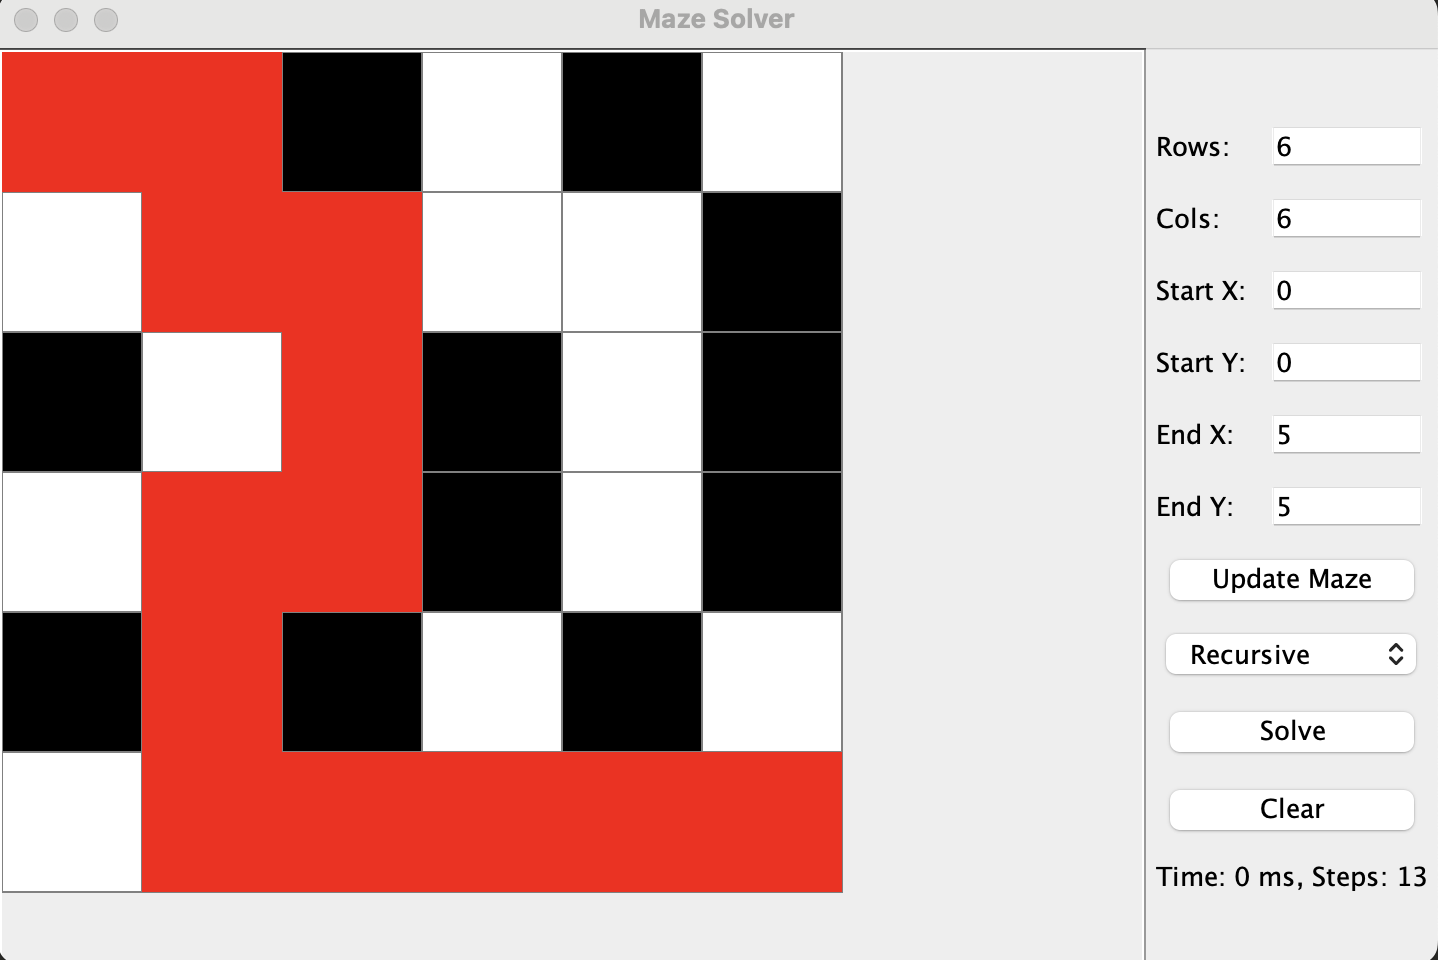 Maze Solver
Rows: 6
Cols: 6
Start X: 0
Start Y: 0
End X: 5
End Y: 5
Update Maze
Recursive
Solve
Clear
Time: 0 ms, Steps: 13